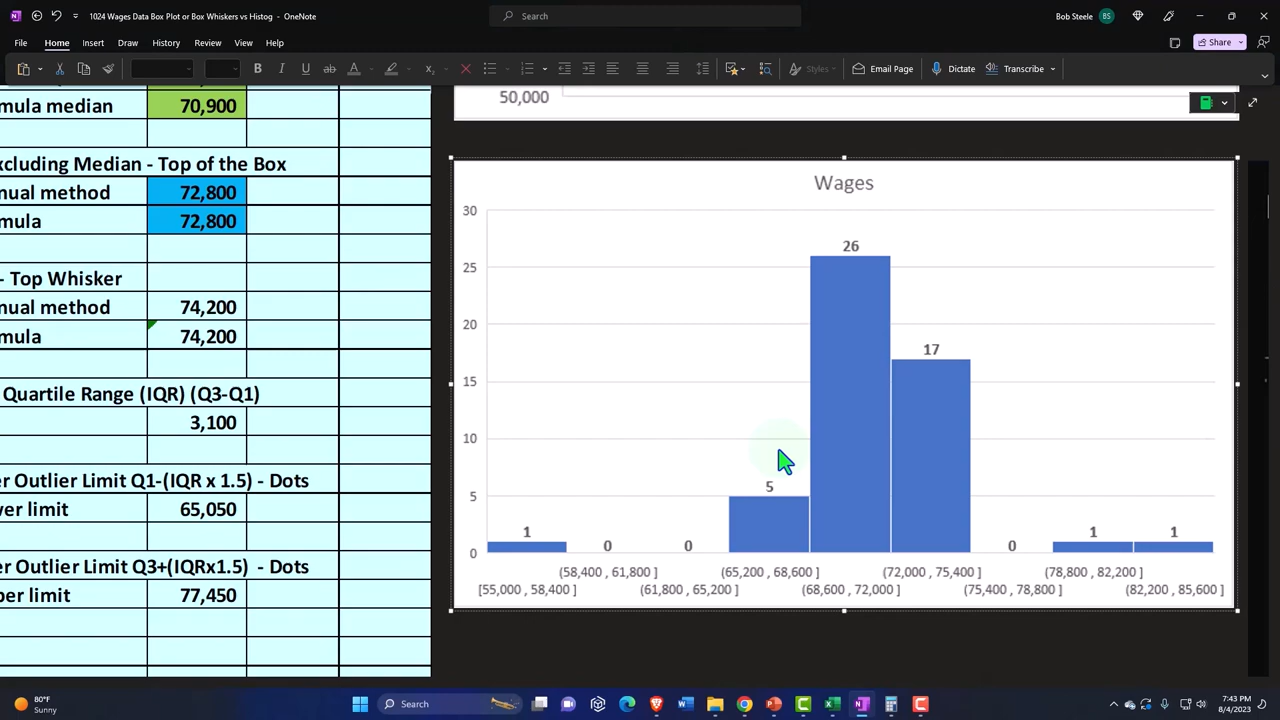 1024 Wages Data Box Plot or Box Whiskers vs Histog - OneNote
Search
Bob Steele
BS
File
Home
Insert
Draw
History
Review
View
Help
Share
Styles
Email Page
Dictate
Transcribe
mula median 70,900
xcluding Median - Top of the Box
nual method 72,800
mula 72,800
- Top Whisker
nual method 74,200
mula 74,200
Quartile Range (IQR) (Q3-Q1)
3,100
er Outlier Limit Q1-(IQR x 1.5) - Dots
ver limit 65,050
er Outlier Limit Q3+(IQRx1.5) - Dots
per limit 77,450
50,000
Wages
30
25
20
15
10
5
0
1
0
0
5
26
17
0
1
1
(58,400 , 61,800 ] (65,200 , 68,600 ] (72,000 , 75,400 ] (78,800 , 82,200 ]
[55,000 , 58,400 ] (61,800 , 65,200 ] (68,600 , 72,000 ] (75,400 , 78,800 ] (82,200 , 85,600 ]
80°F
Sunny
Search
7:43 PM
8/4/2023